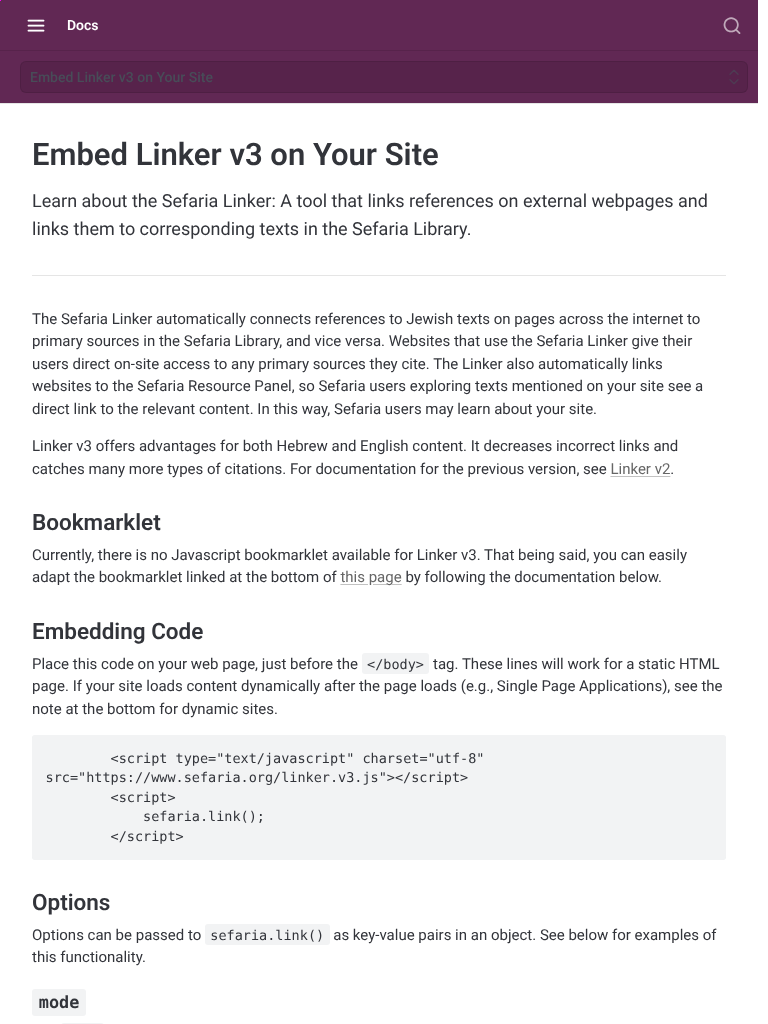 Docs
Embed Linker v3 on Your Site
Embed Linker v3 on Your Site
Learn about the Sefaria Linker: A tool that links references on external webpages and
links them to corresponding texts in the Sefaria Library.
The Sefaria Linker automatically connects references to Jewish texts on pages across the internet to
primary sources in the Sefaria Library, and vice versa. Websites that use the Sefaria Linker give their
users direct on-site access to any primary sources they cite. The Linker also automatically links
websites to the Sefaria Resource Panel, so Sefaria users exploring texts mentioned on your site see a
direct link to the relevant content. In this way, Sefaria users may learn about your site.
Linker v3 offers advantages for both Hebrew and English content. It decreases incorrect links and
catches many more types of citations. For documentation for the previous version, see Linker v2.
Bookmarklet
Currently, there is no Javascript bookmarklet available for Linker v3. That being said, you can easily
adapt the bookmarklet linked at the bottom of this page by following the documentation below.
Embedding Code
Place this code on your web page, just before the </body> tag. These lines will work for a static HTML
page. If your site loads content dynamically after the page loads (e.g., Single Page Applications), see the
note at the bottom for dynamic sites.
<script type="text/javascript" charset="utf-8"
src="https://www.sefaria.org/linker.v3.js"></script>
<script>
sefaria.link();
</script>
Options
Options can be passed to sefaria.link() as key-value pairs in an object. See below for examples of
this functionality.
mode